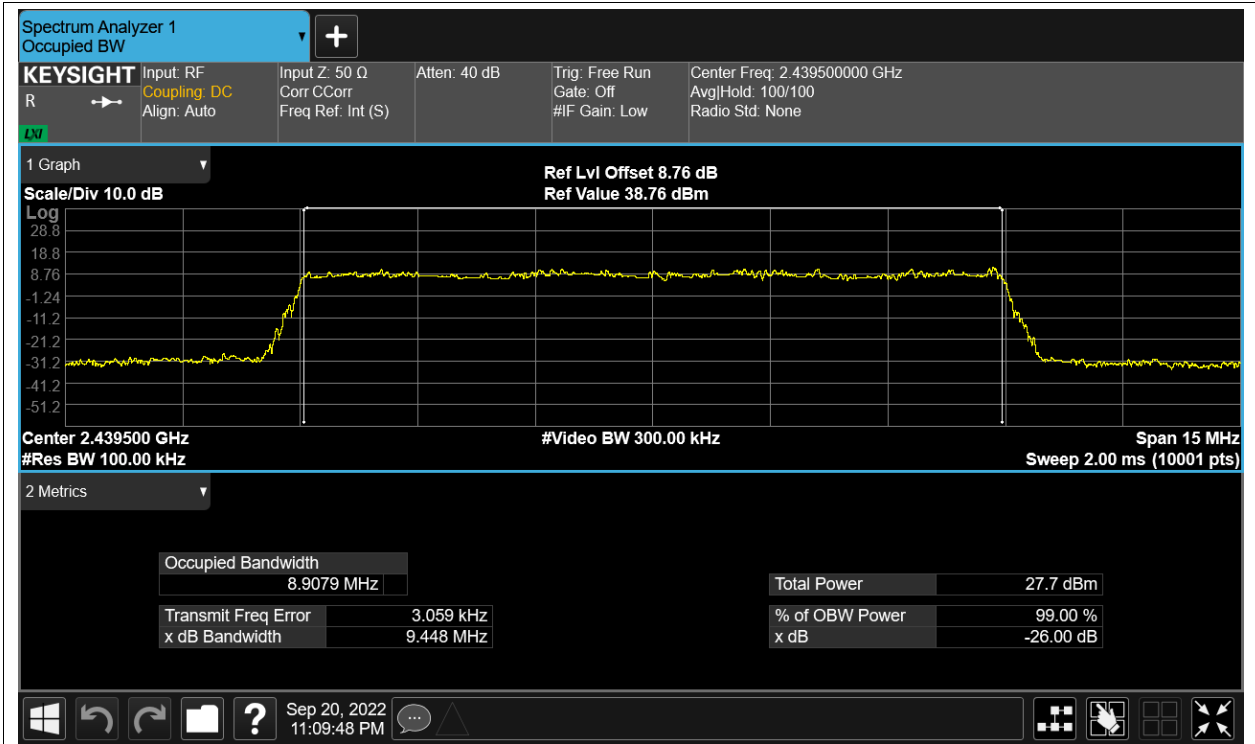 Spectrum Analyzer 1
Occupied BW
KEYSIGHT
R
LXI
Input: RF
Coupling: DC
Align: Auto
Input Z: 50 Ω
Corr CCorr
Freq Ref: Int (S)
Atten: 40 dB
Trig: Free Run
Gate: Off
#IF Gain: Low
Center Freq: 2.439500000 GHz
Avg|Hold: 100/100
Radio Std: None
1 Graph
Scale/Div 10.0 dB
Ref Lvl Offset 8.76 dB
Ref Value 38.76 dBm
Log
28.8
18.8
8.76
-1.24
-11.2
-21.2
-31.2
-41.2
-51.2
Center 2.439500 GHz
#Video BW 300.00 kHz
Span 15 MHz
#Res BW 100.00 kHz
Sweep 2.00 ms (10001 pts)
2 Metrics
Occupied Bandwidth
8.9079 MHz
Total Power 27.7 dBm
Transmit Freq Error 3.059 kHz
% of OBW Power 99.00 %
x dB Bandwidth 9.448 MHz
x dB -26.00 dB
?
Sep 20, 2022
11:09:48 PM